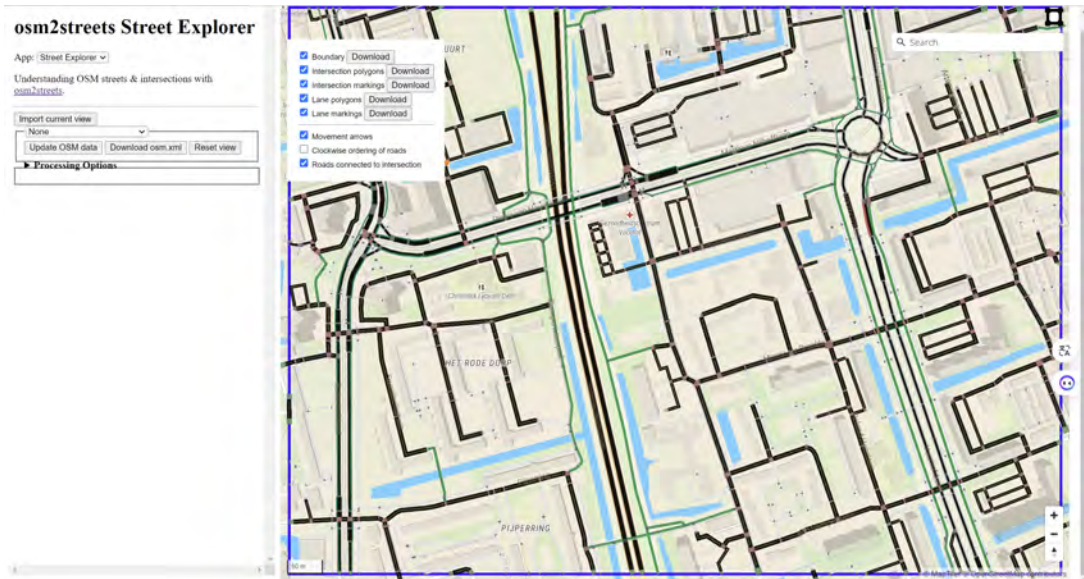 osm2streets Street Explorer
App: Street Explorer
Understanding OSM streets & intersections with
osm2streets.
Import current view
None
Update OSM data Download osm.xml Reset view
▶ Processing Options
Boundary Download
Intersection polygons Download
Intersection markings Download
Lane polygons Download
Lane markings Download
Movement arrows
Clockwise ordering of roads
Roads connected to intersection
Search
HET RODE DORP
PIJPERRING
50 m
+
−